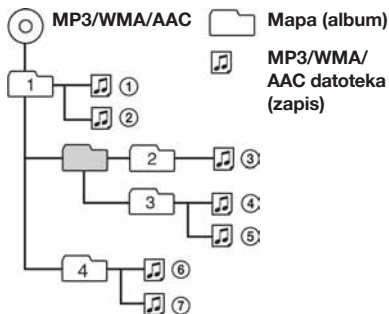 MP3/WMA/AAC
Mapa (album)
MP3/WMA/
AAC datoteka
(zapis)
1
①
②
2
③
3
④
⑤
4
⑥
⑦